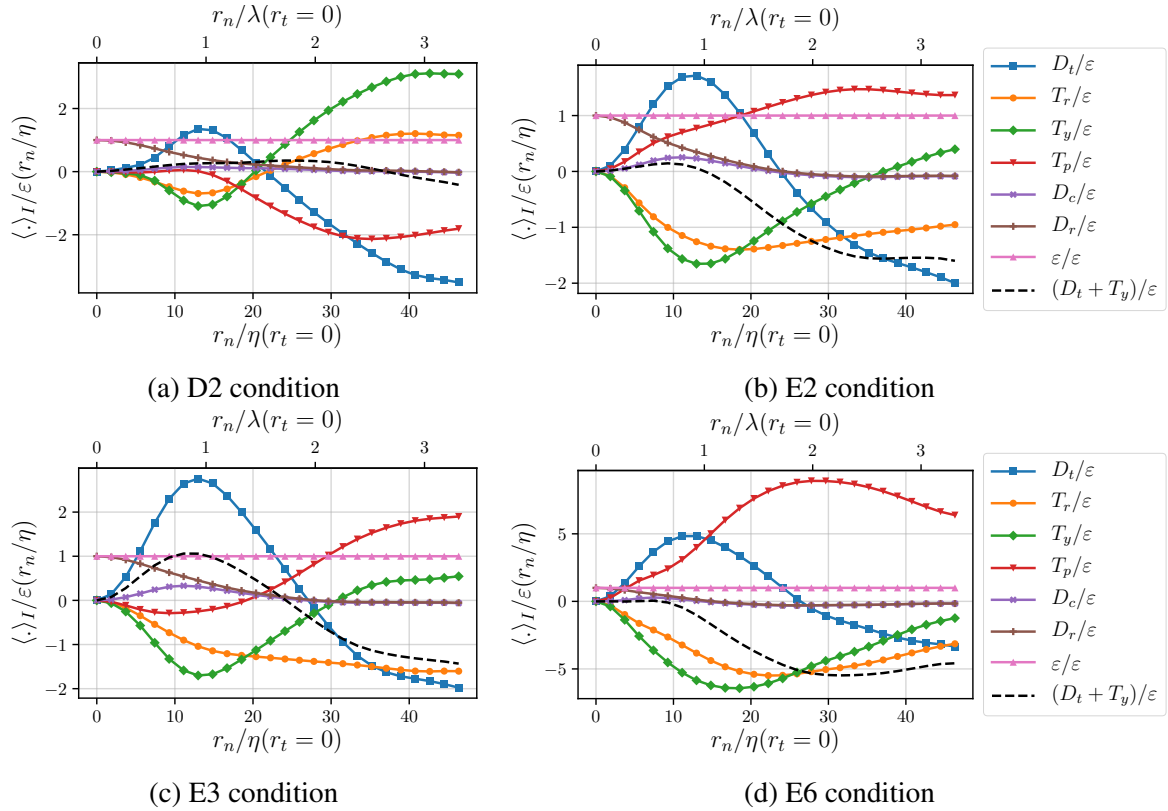 r_n/λ(r_t = 0)
0 1 2 3
⟨.⟩_I/ε(r_n/η)
2
0
−2
0 10 20 30 40
r_n/η(r_t = 0)
(a) D2 condition
r_n/λ(r_t = 0)
0 1 2 3
⟨.⟩_I/ε(r_n/η)
1
0
−1
−2
0 10 20 30 40
r_n/η(r_t = 0)
(b) E2 condition
D_t/ε
T_r/ε
T_y/ε
T_p/ε
D_c/ε
D_r/ε
ε/ε
(D_t + T_y)/ε
r_n/λ(r_t = 0)
0 1 2 3
⟨.⟩_I/ε(r_n/η)
2
1
0
−1
−2
0 10 20 30 40
r_n/η(r_t = 0)
(c) E3 condition
r_n/λ(r_t = 0)
0 1 2 3
⟨.⟩_I/ε(r_n/η)
5
0
−5
0 10 20 30 40
r_n/η(r_t = 0)
(d) E6 condition
D_t/ε
T_r/ε
T_y/ε
T_p/ε
D_c/ε
D_r/ε
ε/ε
(D_t + T_y)/ε